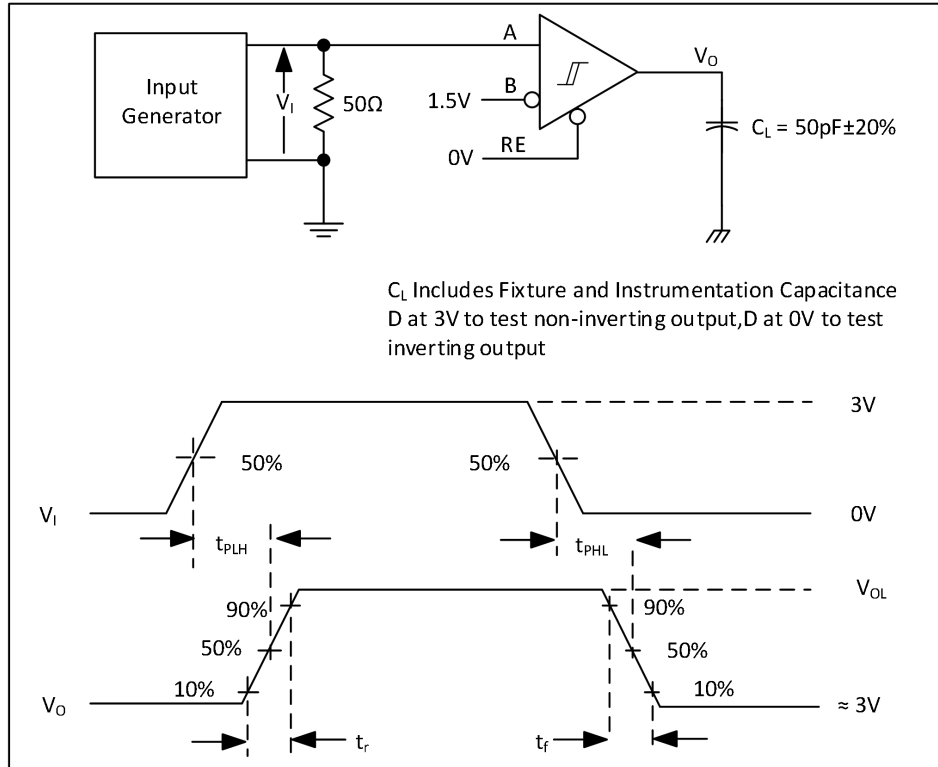 A
V_O
Input
Generator
V_I
50Ω
B
1.5V
C_L = 50pF±20%
RE
0V
C_L Includes Fixture and Instrumentation Capacitance
D at 3V to test non-inverting output,D at 0V to test
inverting output
3V
50%
50%
V_I
0V
t_PLH
t_PHL
V_OL
90%
90%
50%
50%
10%
10%
V_O
≈ 3V
t_r
t_f